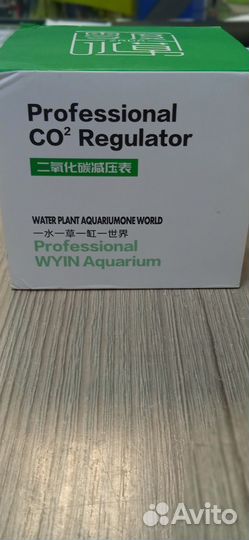 Professional
CO² Regulator
二氧化碳减压表
WATER PLANT AQUARIUMONE WORLD
一水一草一缸一世界
Professional
WYIN Aquarium
Avito